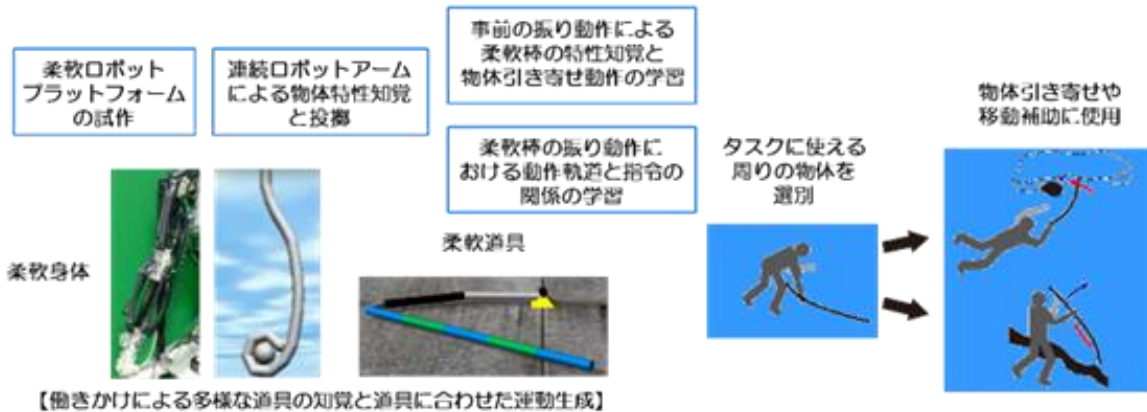 柔軟ロボット
プラットフォーム
の試作
連続ロボットアーム
による物体特性知覚
と投擲
事前の振り動作による
柔軟棒の特性知覚と
物体引き寄せ動作の学習
柔軟棒の振り動作に
おける動作軌道と指令の
関係の学習
タスクに使える
周りの物体を
選別
物体引き寄せや
移動補助に使用
柔軟身体
柔軟道具
【働きかけによる多様な道具の知覚と道具に合わせた運動生成】